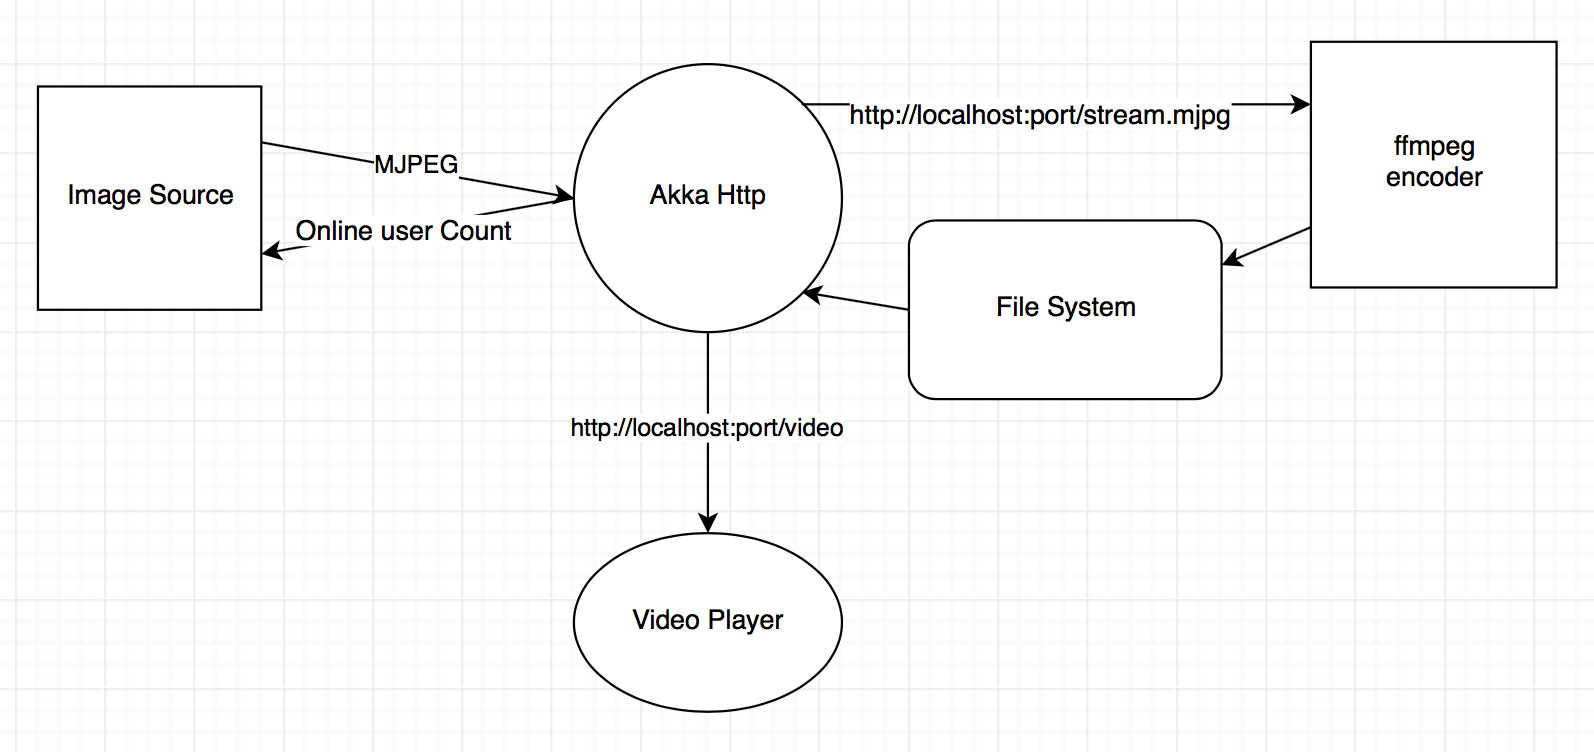 Image Source
MJPEG
Online user Count
Akka Http
http://localhost:port/stream.mjpg
ffmpeg
encoder
File System
http://localhost:port/video
Video Player